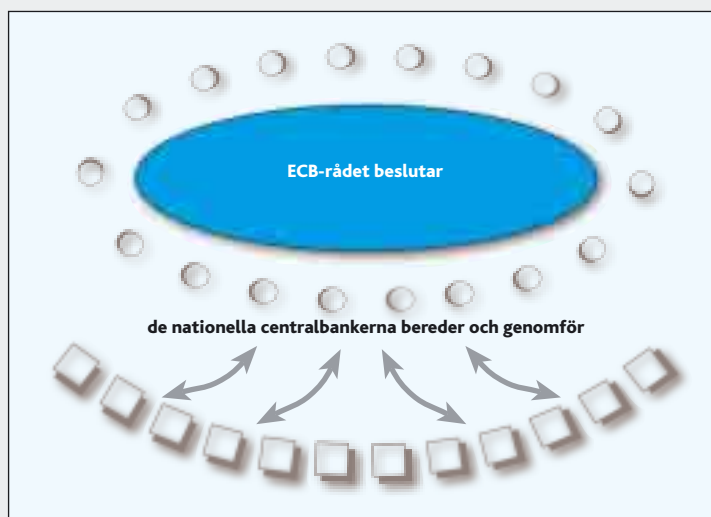 ECB-rådet beslutar
de nationella centralbankerna bereder och genomför